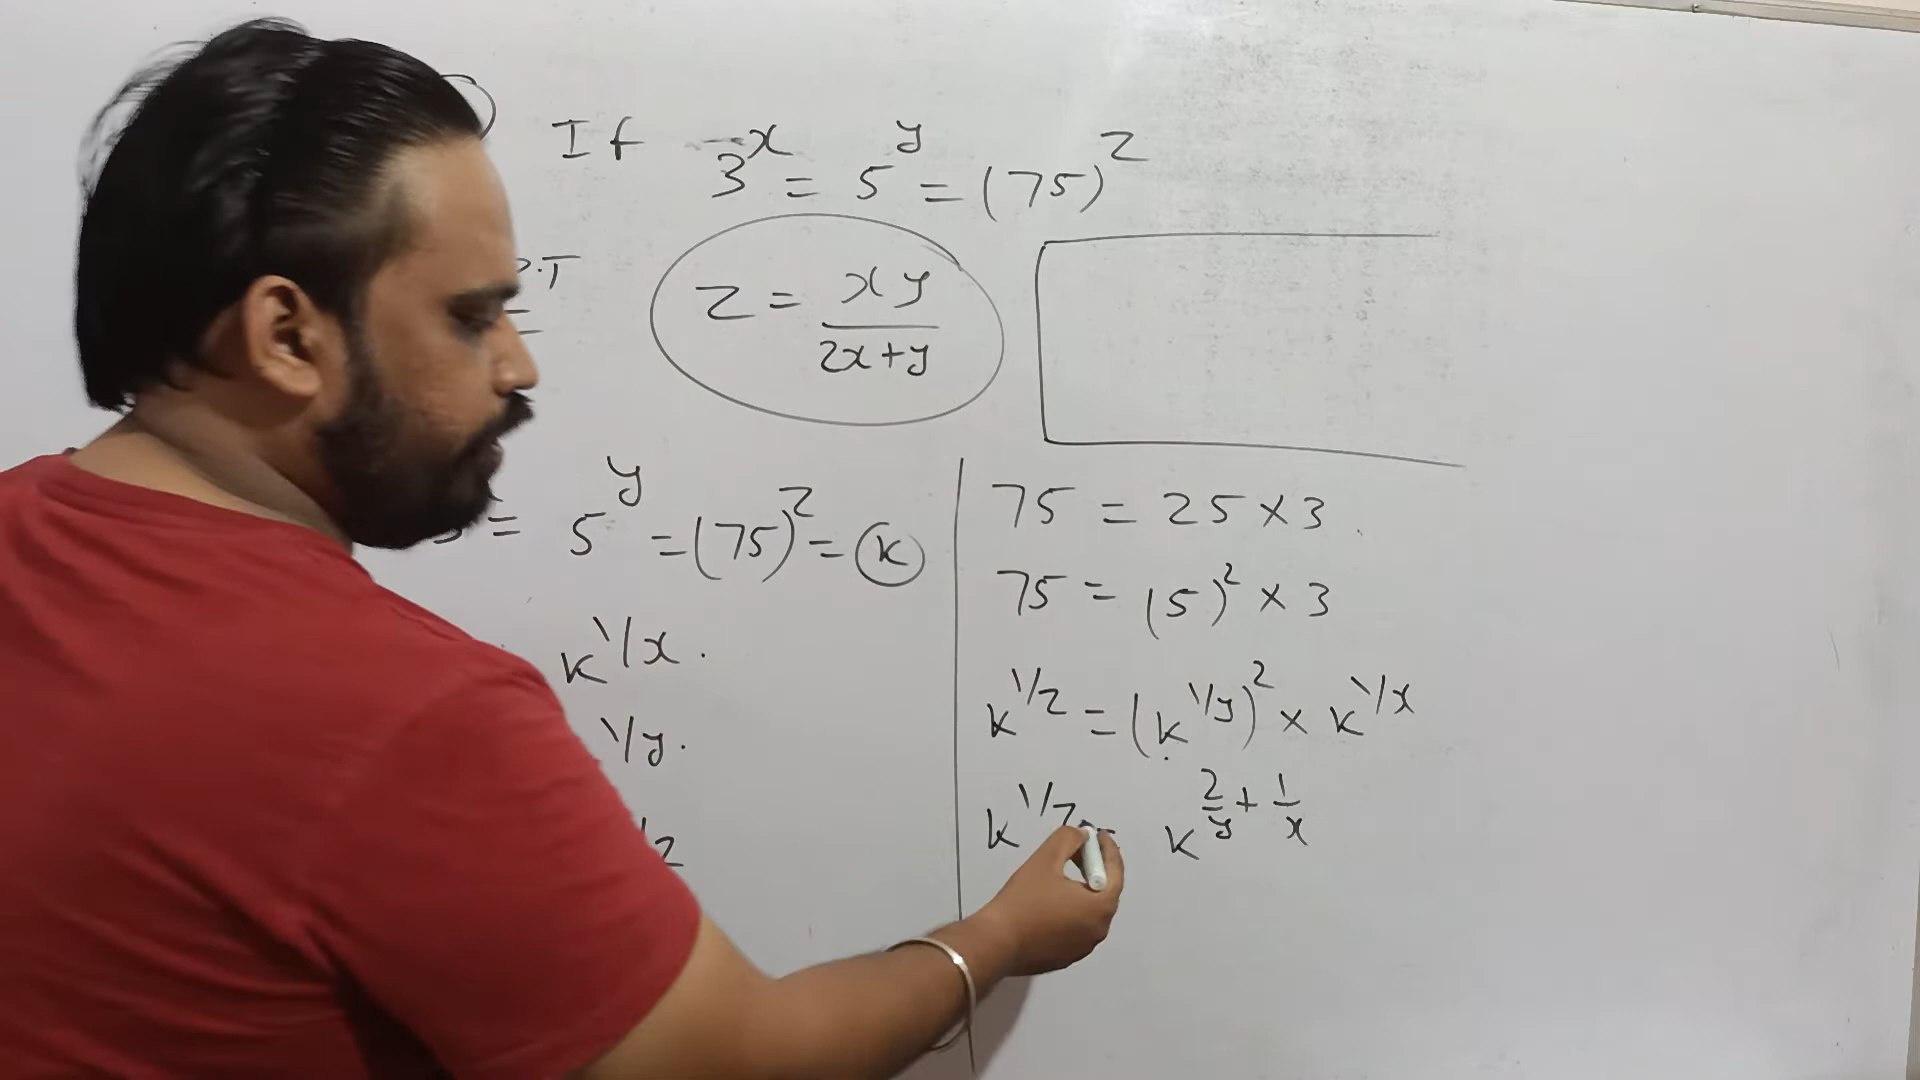 If 3^x = 5^y = (75)^z
P.T
z = xy / 2x+y
3 = 5^y = (75)^z = k
k^1/x .
1/y .
z
75 = 25 × 3 .
75 = (5)^2 × 3
k^1/z = (k^1/y)^2 × k^1/x
k^1/z = k^2/y + 1/x